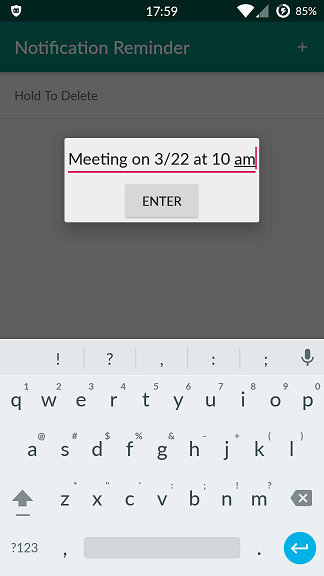 17:59 85%
Notification Reminder +
Hold To Delete
Meeting on 3/22 at 10 am
ENTER
! ? , : ;
1 2 3 4 5 6 7 8 9 0
q w e r t y u i o p
@ # $ % & - + ( )
a s d f g h j k l
* " ' : ; ! ?
z x c v b n m
?123 , .